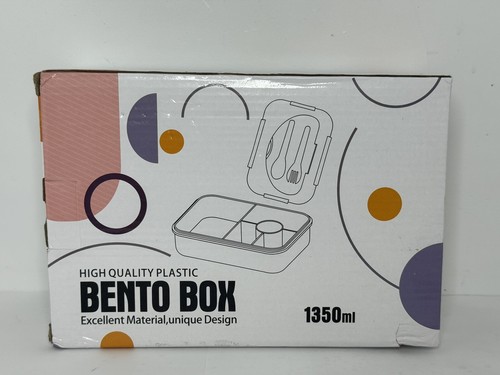 HIGH QUALITY PLASTIC
BENTO BOX
Excellent Material,unique Design
1350ml